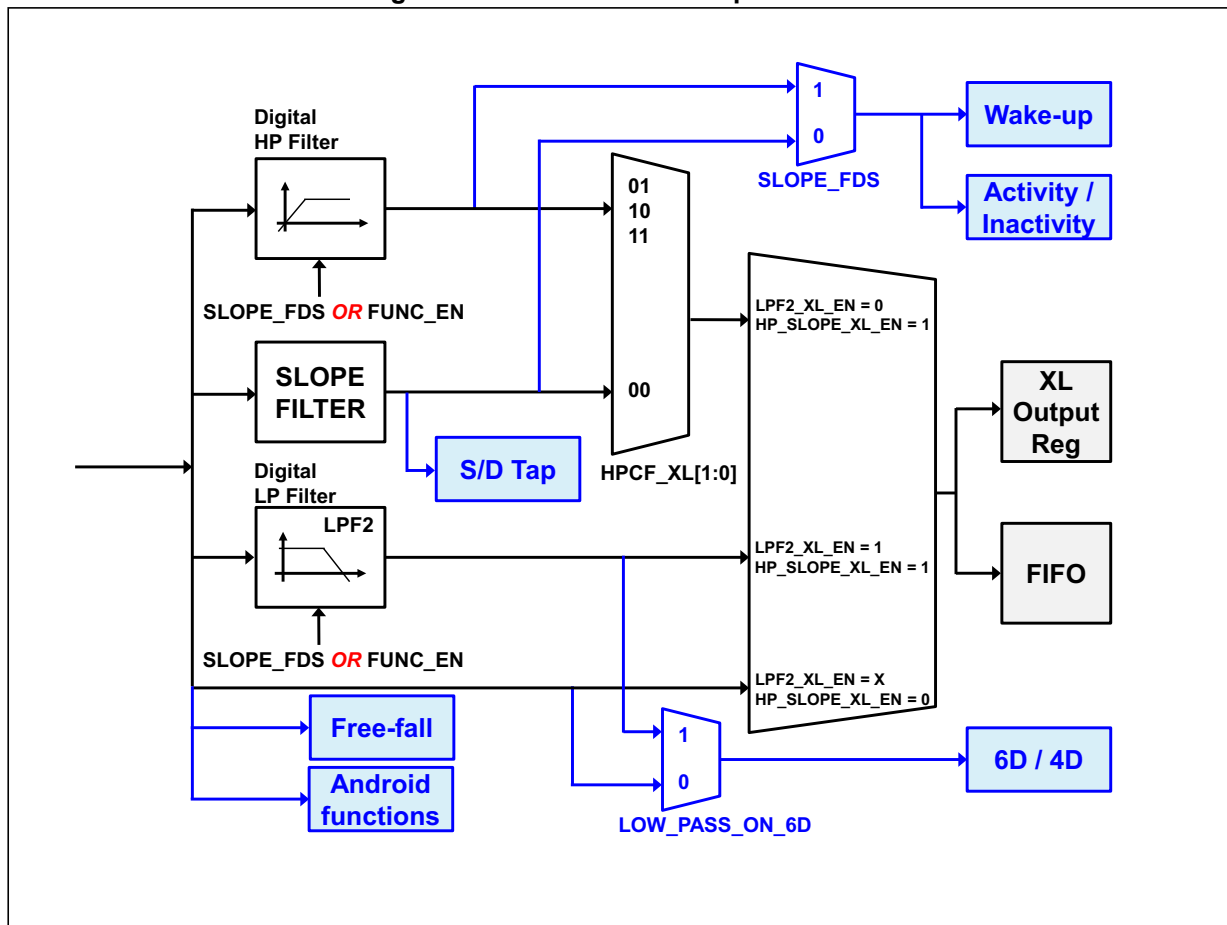 Digital
HP Filter
SLOPE_FDS OR FUNC_EN
SLOPE
FILTER
S/D Tap
Digital
LP Filter
LPF2
SLOPE_FDS OR FUNC_EN
Free-fall
Android
functions
01
10
11
00
HPCF_XL[1:0]
1
0
SLOPE_FDS
Wake-up
Activity /
Inactivity
LPF2_XL_EN = 0
HP_SLOPE_XL_EN = 1
LPF2_XL_EN = 1
HP_SLOPE_XL_EN = 1
LPF2_XL_EN = X
HP_SLOPE_XL_EN = 0
XL
Output
Reg
FIFO
1
0
LOW_PASS_ON_6D
6D / 4D